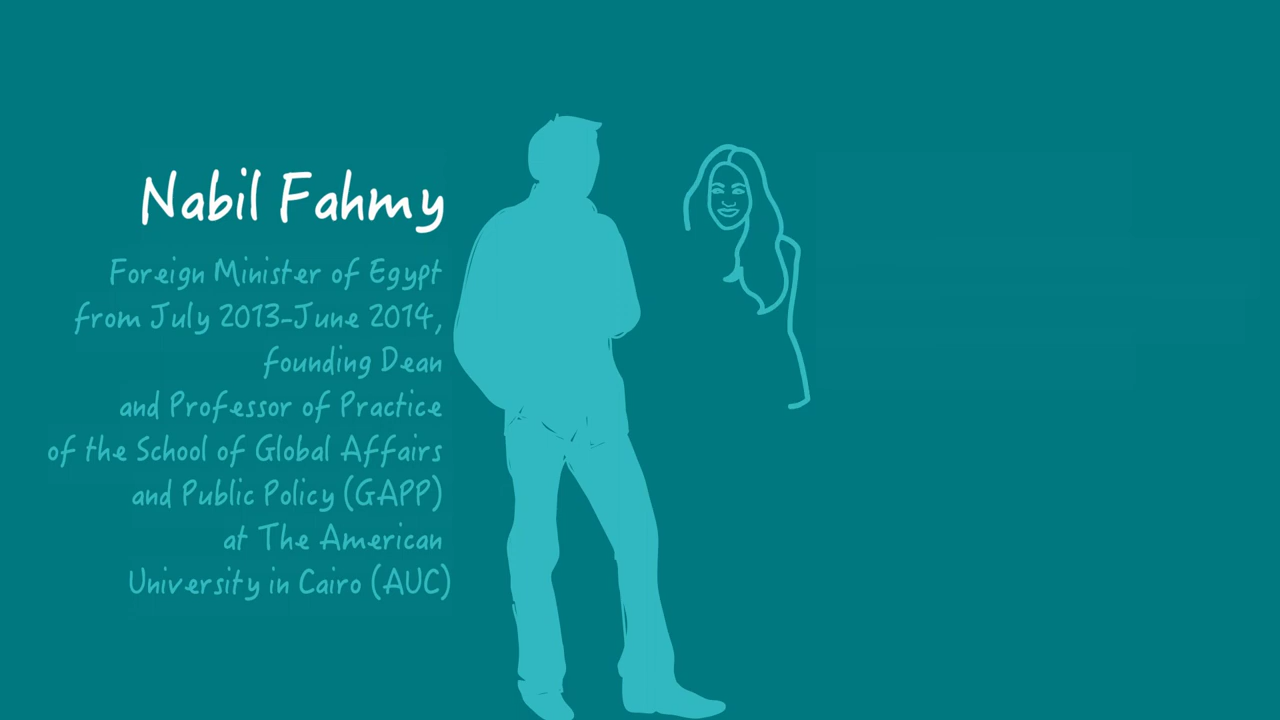 Nabil Fahmy
Foreign Minister of Egypt
from July 2013-June 2014,
founding Dean
and Professor of Practice
of the School of Global Affairs
and Public Policy (GAPP)
at The American
University in Cairo (AUC)